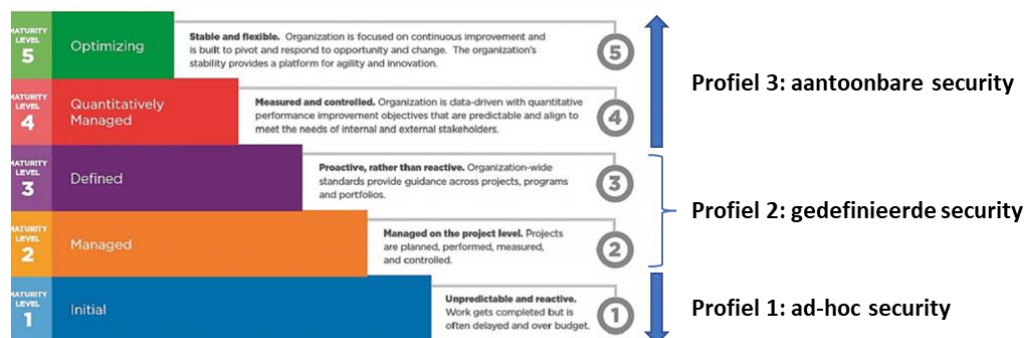 MATURITY
LEVEL
5
Optimizing
Stable and flexible. Organization is focused on continuous improvement and
is built to pivot and respond to opportunity and change. The organization's
stability provides a platform for agility and innovation.
5
MATURITY
LEVEL
4
Quantitatively
Managed
Measured and controlled. Organization is data-driven with quantitative
performance improvement objectives that are predictable and align to
meet the needs of internal and external stakeholders.
4
Profiel 3: aantoonbare security
MATURITY
LEVEL
3
Defined
Proactive, rather than reactive. Organization-wide
standards provide guidance across projects, programs
and portfolios.
3
MATURITY
LEVEL
2
Managed
Managed on the project level. Projects
are planned, performed, measured,
and controlled.
2
Profiel 2: gedefinieerde security
MATURITY
LEVEL
1
Initial
Unpredictable and reactive.
Work gets completed but is
often delayed and over budget.
1
Profiel 1: ad-hoc security